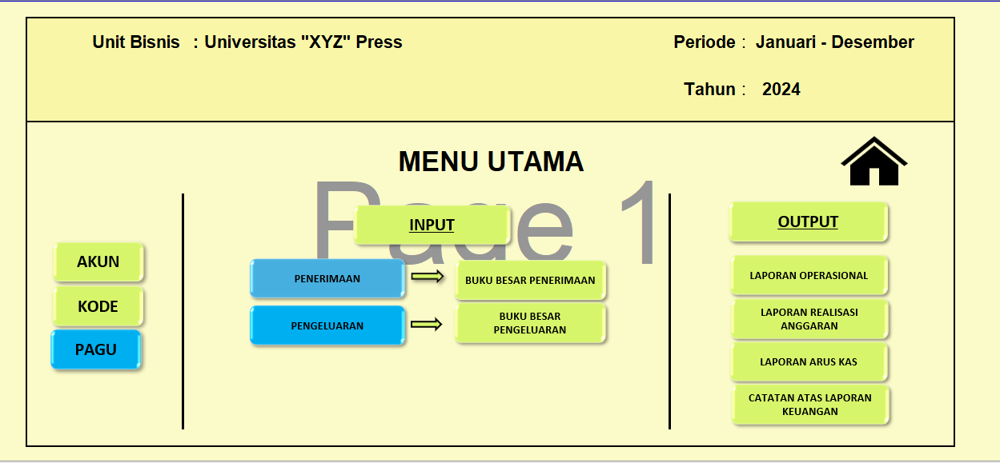 Unit Bisnis : Universitas "XYZ" Press
Periode : Januari - Desember
Tahun : 2024
MENU UTAMA
Page 1
AKUN
KODE
PAGU
INPUT
PENERIMAAN
BUKU BESAR PENERIMAAN
PENGELUARAN
BUKU BESAR
PENGELUARAN
OUTPUT
LAPORAN OPERASIONAL
LAPORAN REALISASI
ANGGARAN
LAPORAN ARUS KAS
CATATAN ATAS LAPORAN
KEUANGAN